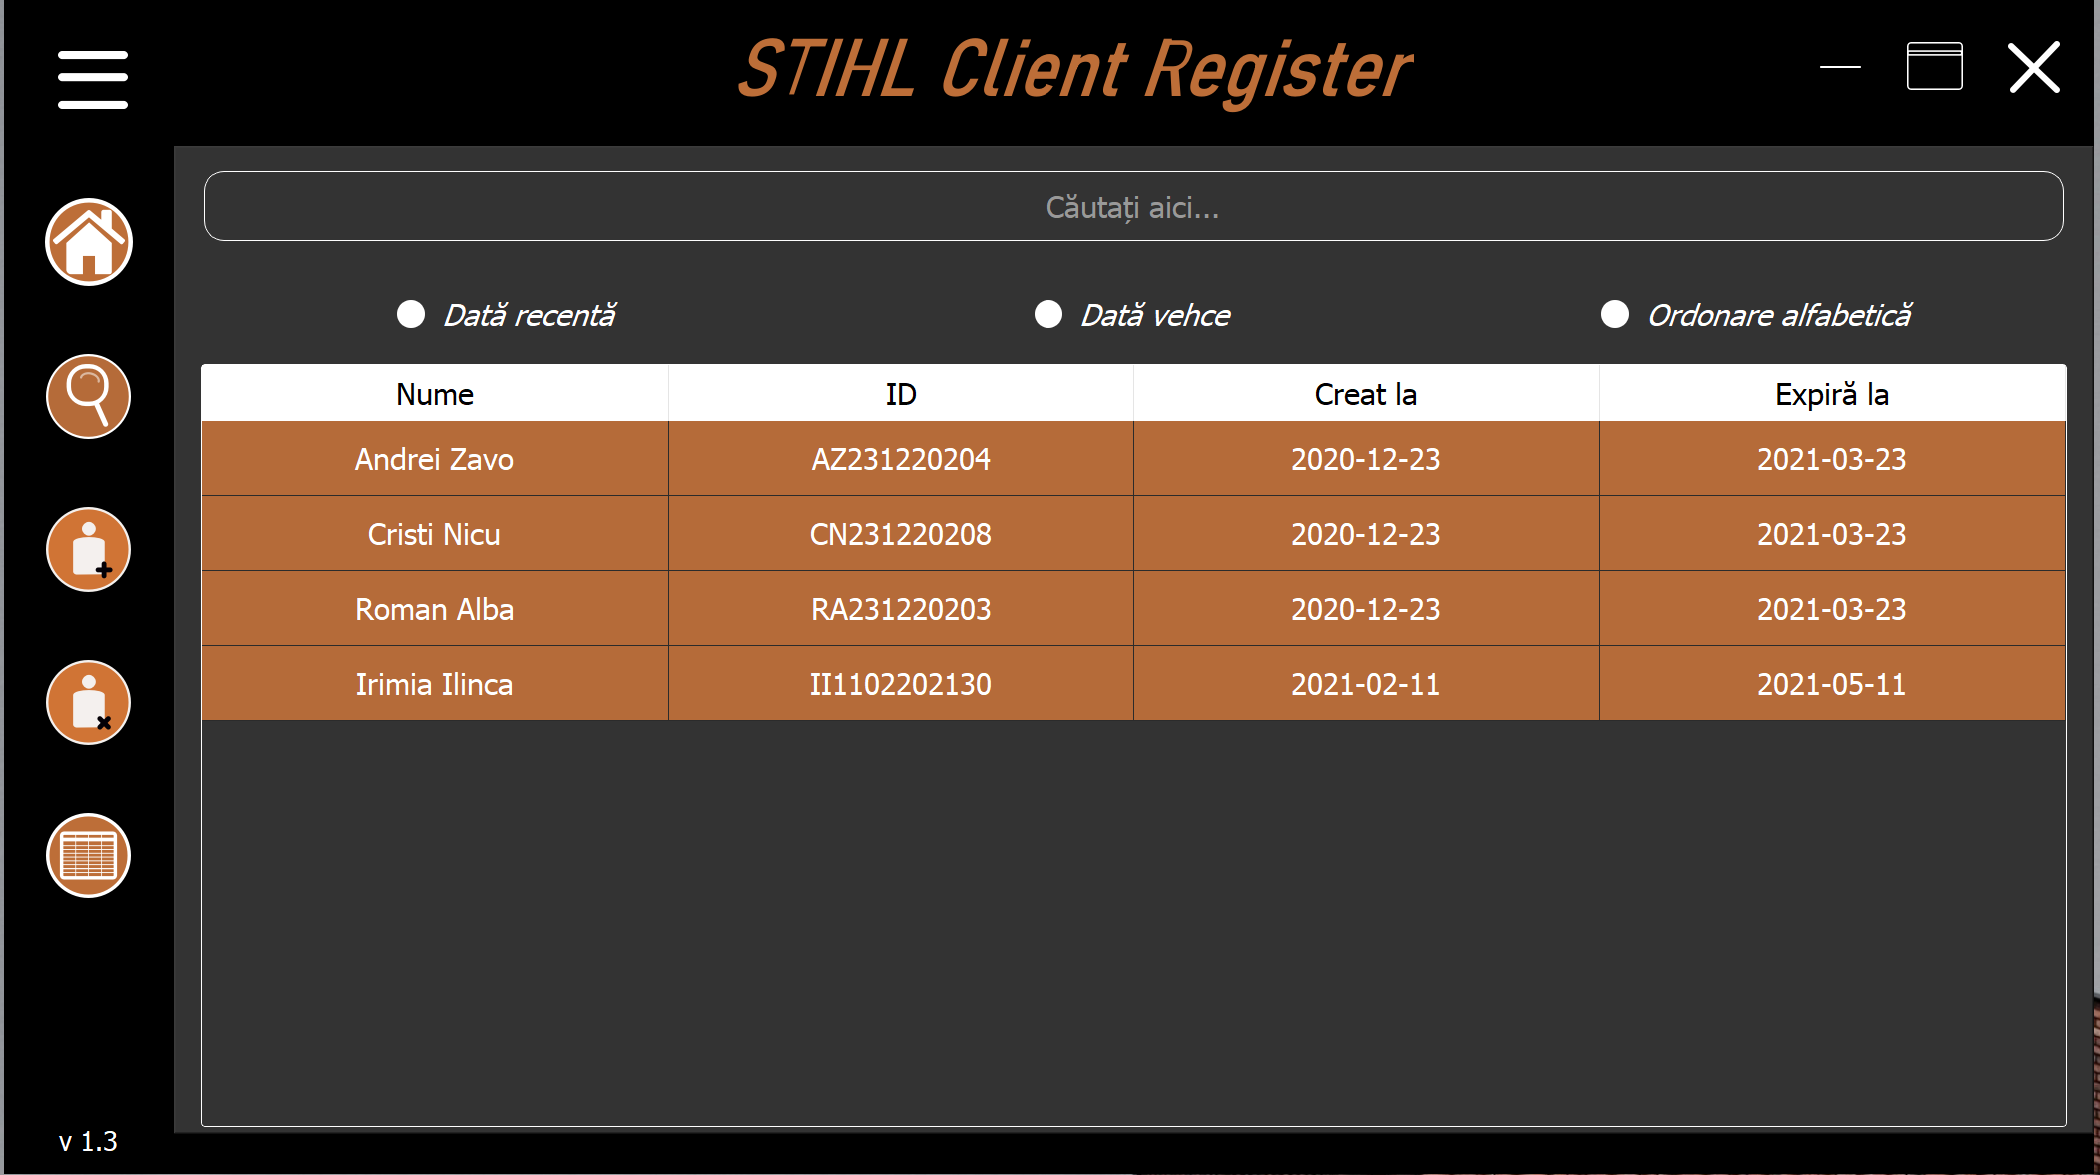 STIHL Client Register
Căutați aici...
Dată recentă
Dată vehce
Ordonare alfabetică
Nume ID Creat la Expiră la
Andrei Zavo AZ231220204 2020-12-23 2021-03-23
Cristi Nicu CN231220208 2020-12-23 2021-03-23
Roman Alba RA231220203 2020-12-23 2021-03-23
Irimia Ilinca II1102202130 2021-02-11 2021-05-11
v 1.3